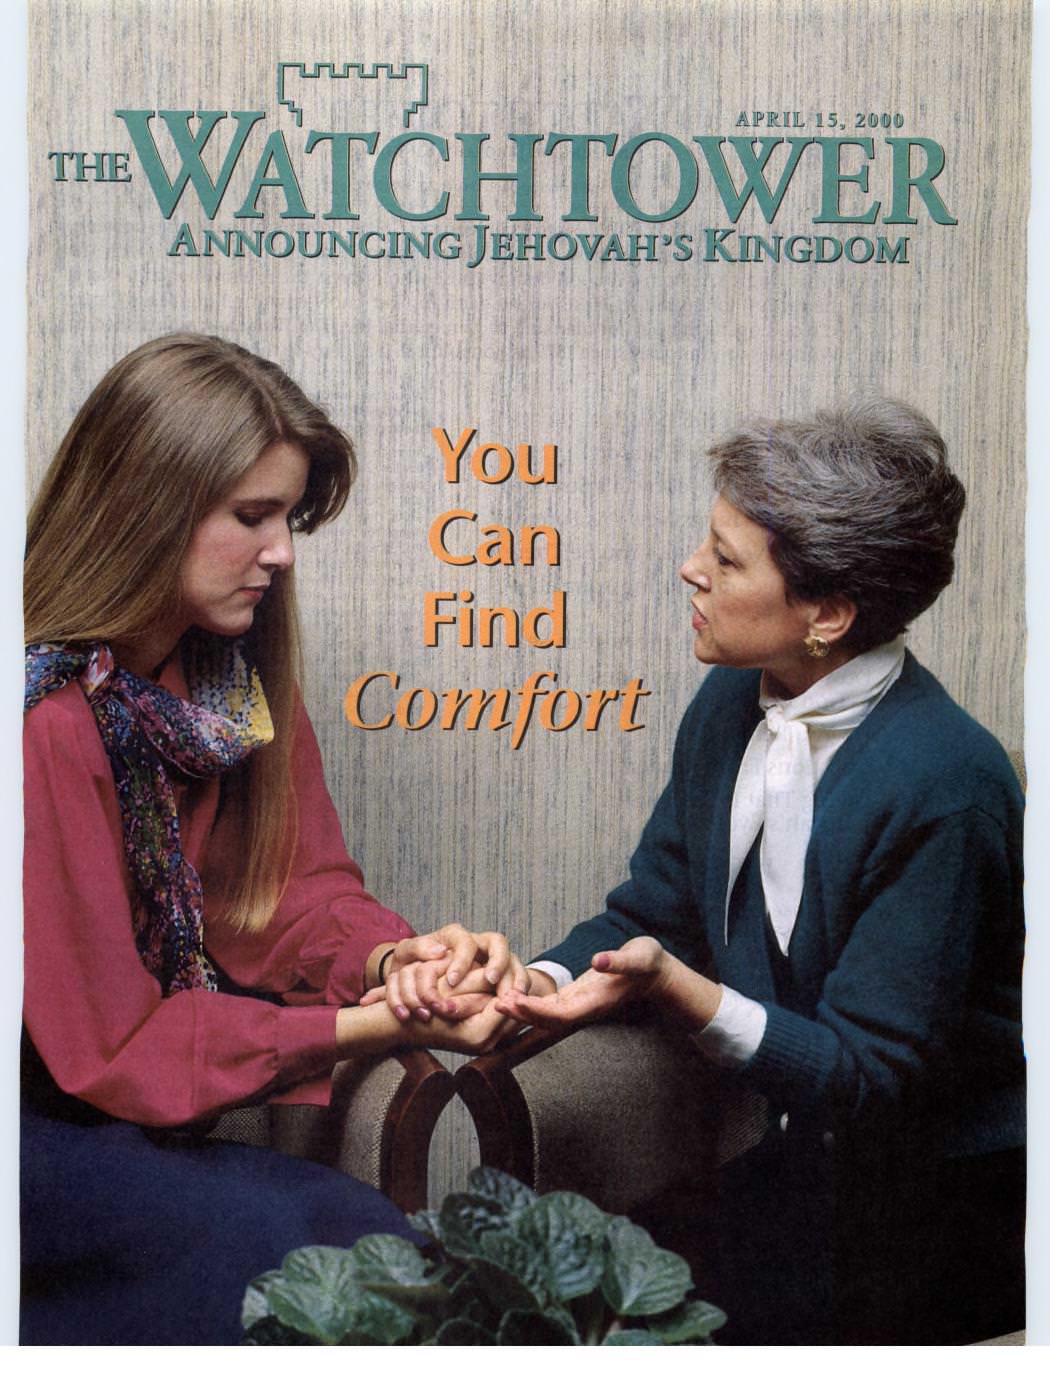 APRIL 15, 2000
THE WATCHTOWER
ANNOUNCING JEHOVAH'S KINGDOM
You
Can
Find
Comfort